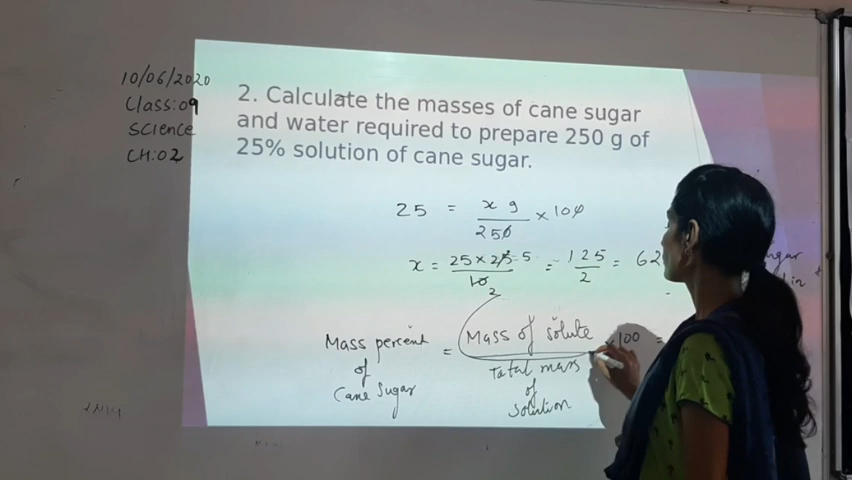 10/06/2020
Class:09
Science
CH:02
2. Calculate the masses of cane sugar
and water required to prepare 250 g of
25% solution of cane sugar.
25 = x g / 250 × 100
x = 25 × 25 5 / 10 2 = 125 / 2 = 62
Mass percent
of
Cane Sugar
= Mass of solute × 100 =
Total mass
of
Solution